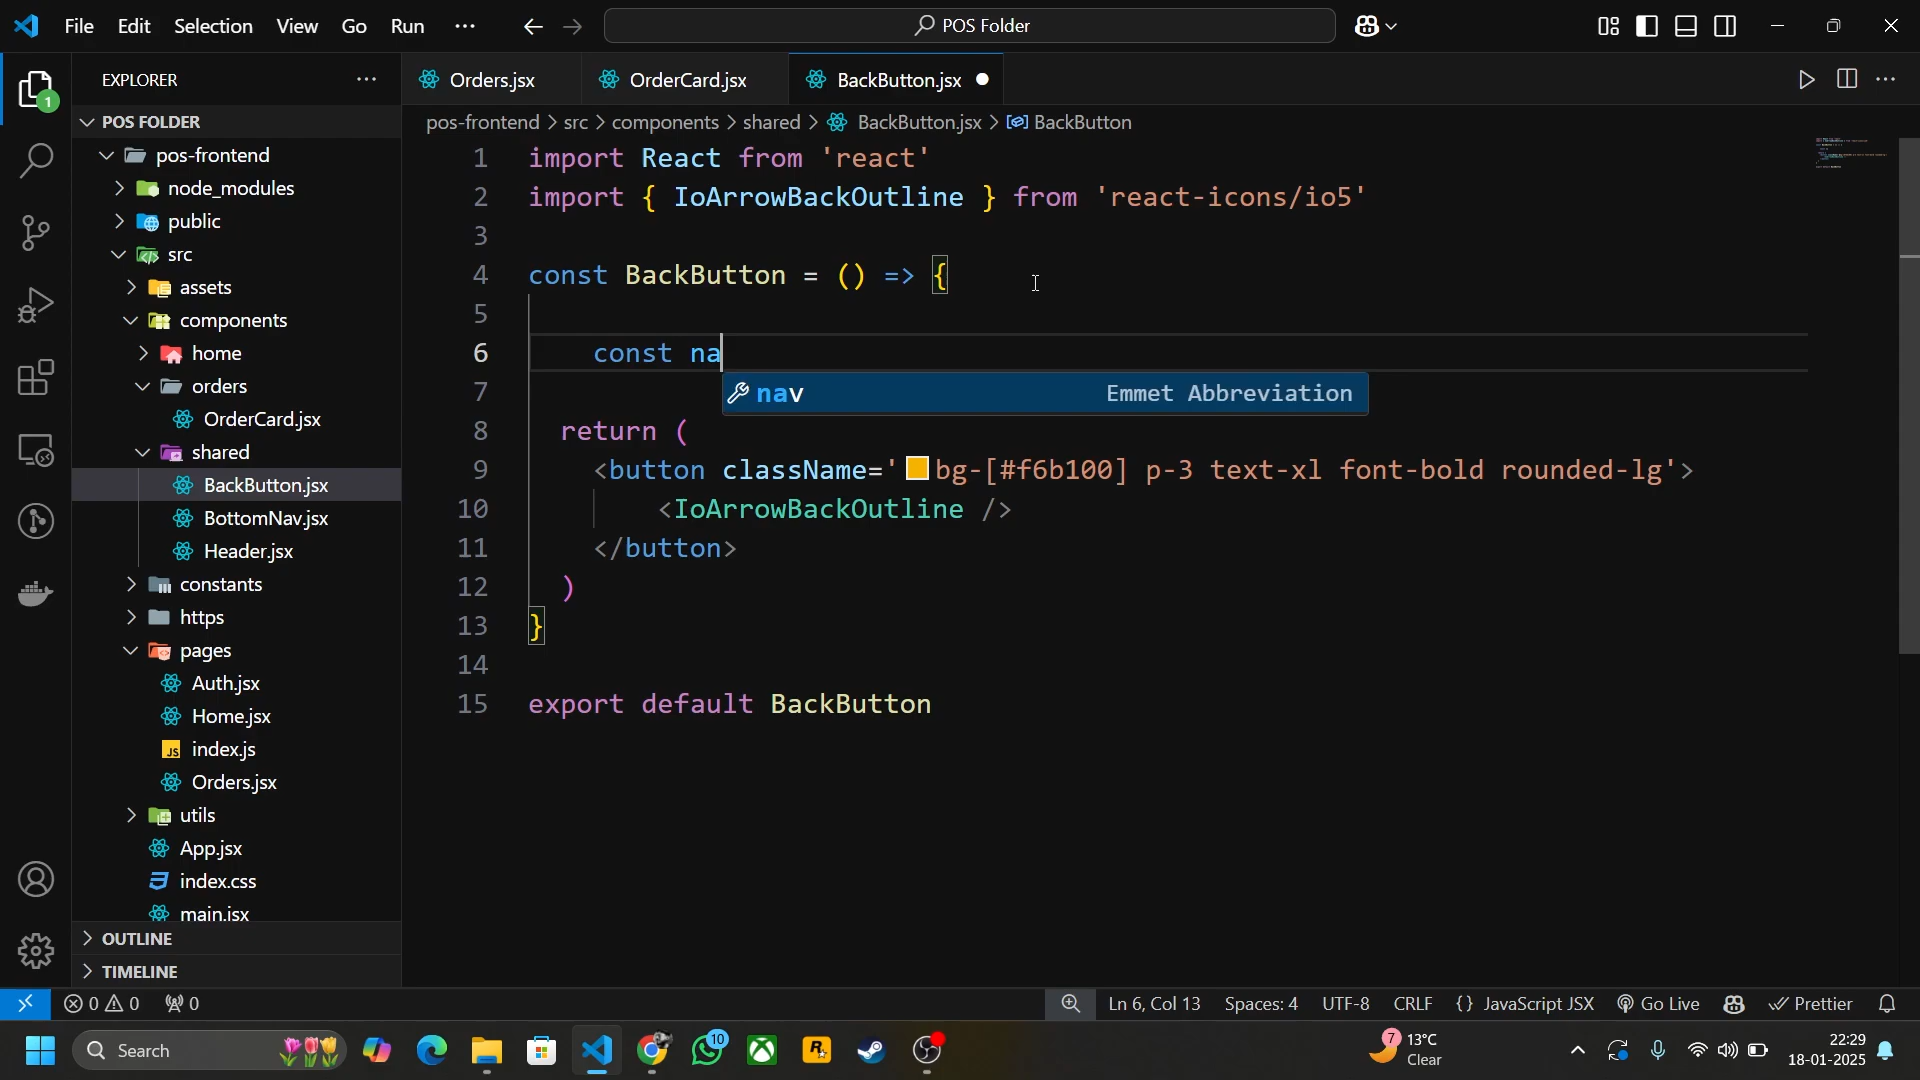 File Edit Selection View Go Run ··· POS Folder
EXPLORER ···
Orders.jsx OrderCard.jsx BackButton.jsx ···
POS FOLDER
pos-frontend > src > components > shared > BackButton.jsx > BackButton
pos-frontend
node_modules
public
src
assets
components
home
orders
OrderCard.jsx
shared
BackButton.jsx
BottomNav.jsx
Header.jsx
constants
https
pages
Auth.jsx
Home.jsx
index.js
Orders.jsx
utils
App.jsx
index.css
main.jsx
OUTLINE
TIMELINE
1 import React from 'react'
2 import { IoArrowBackOutline } from 'react-icons/io5'
3
4 const BackButton = () => {
5
6 const na
nav Emmet Abbreviation
7
8 return (
9 <button className='bg-[#f6b100] p-3 text-xl font-bold rounded-lg'>
10 <IoArrowBackOutline />
11 </button>
12 )
13 }
14
15 export default BackButton
1
0 0 0 Ln 6, Col 13 Spaces: 4 UTF-8 CRLF {} JavaScript JSX Go Live Prettier
Search 10 7 13°C Clear 22:29
18-01-2025